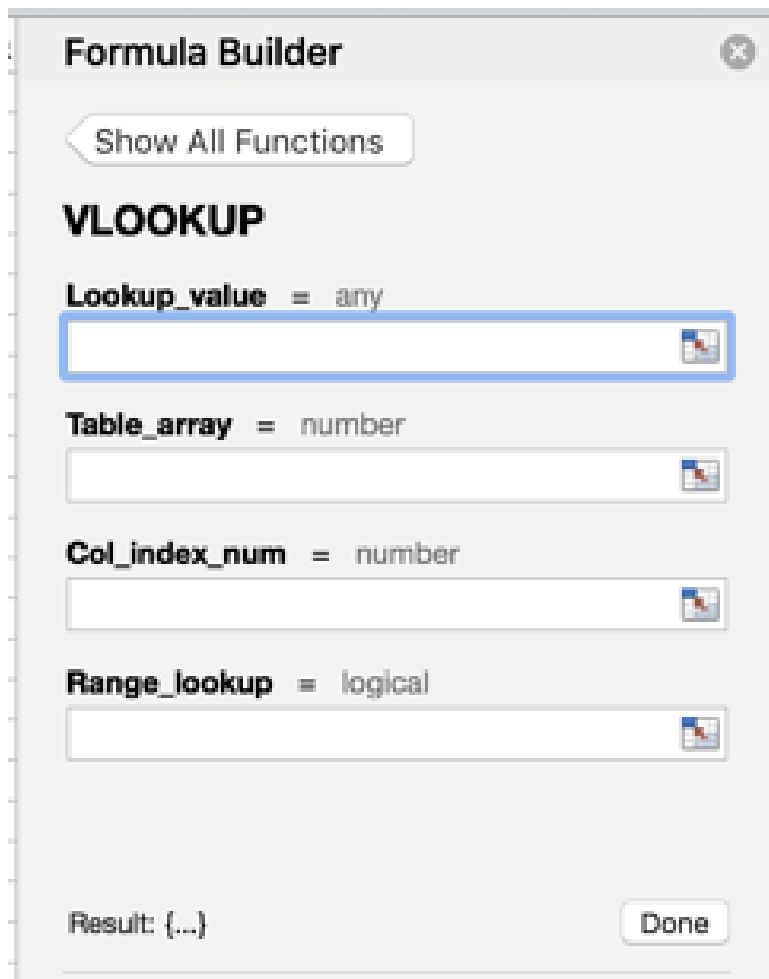 Formula Builder
Show All Functions
VLOOKUP
Lookup_value = any
Table_array = number
Col_index_num = number
Range_lookup = logical
Result: {...}
Done